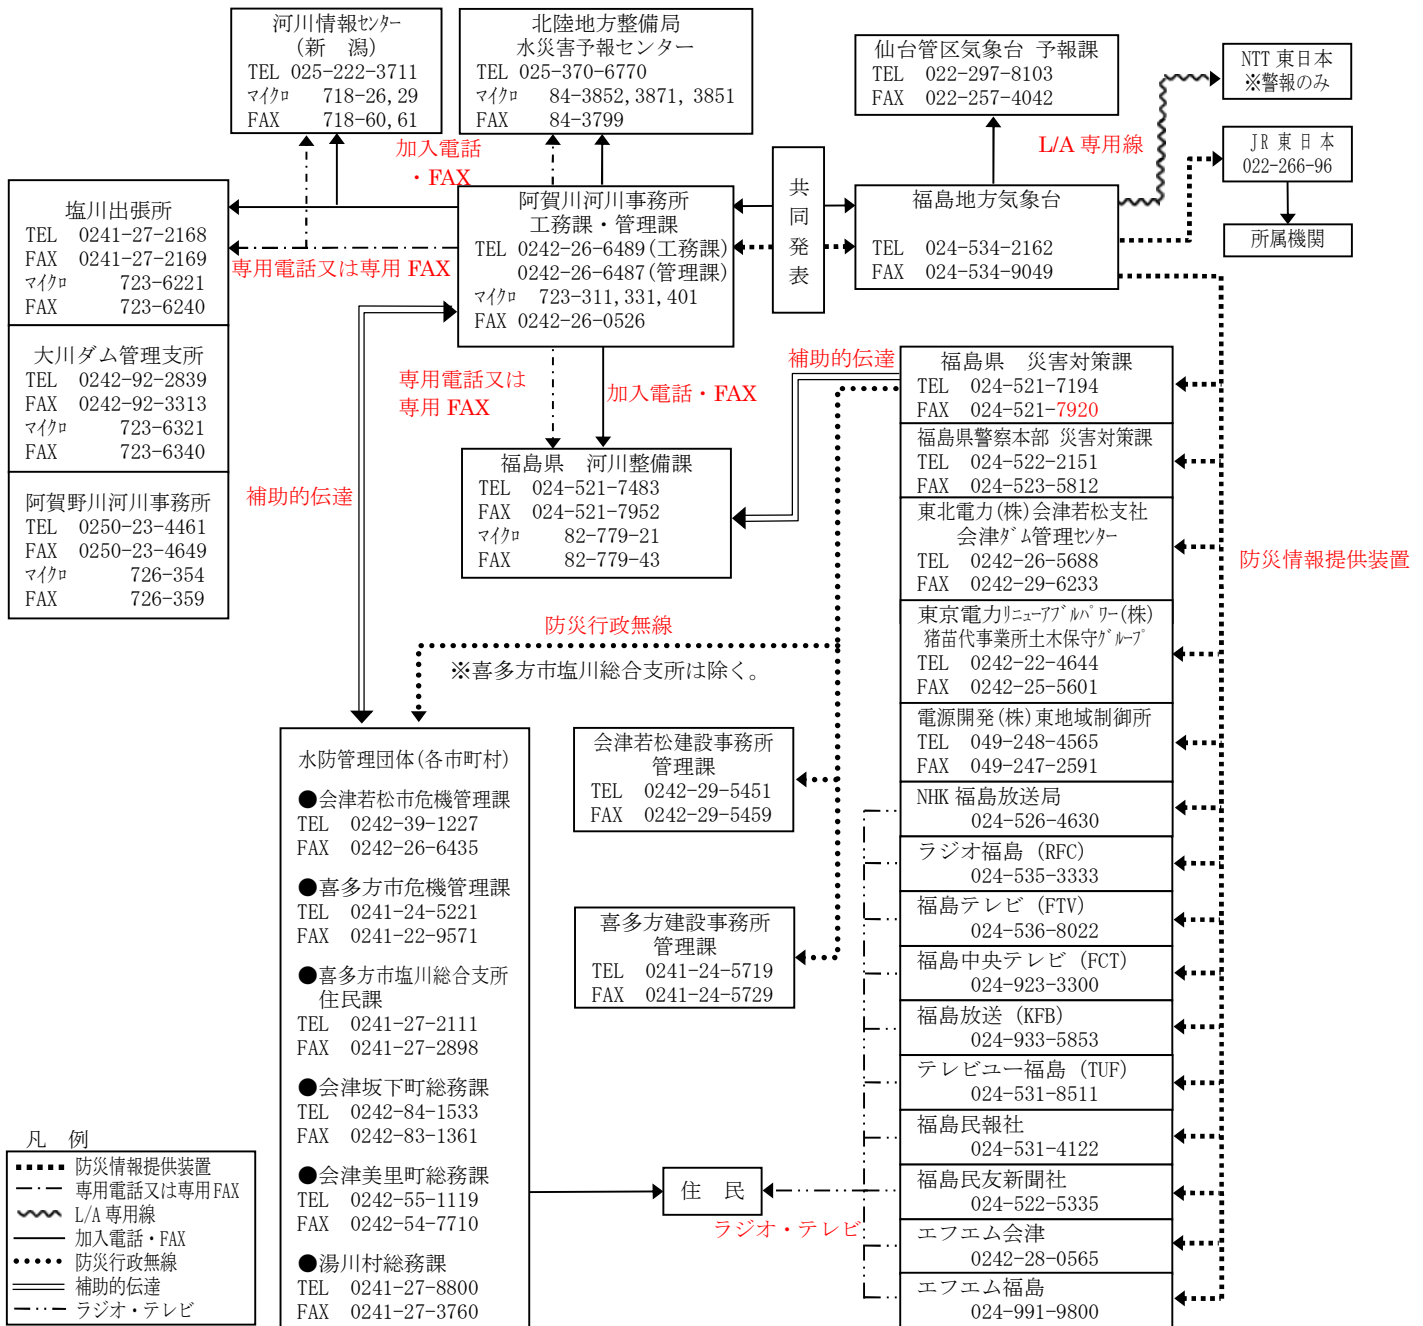 河川情報ｾﾝﾀｰ
(新　潟)
TEL 025-222-3711
ﾏｲｸﾛ 718-26, 29
FAX 718-60, 61
北陸地方整備局
水災害予報センター
TEL 025-370-6770
ﾏｲｸﾛ 84-3852, 3871, 3851
FAX 84-3799
仙台管区気象台 予報課
TEL 022-297-8103
FAX 022-257-4042
NTT 東日本
※警報のみ
L/A 専用線
JR 東 日 本
022-266-96
所属機関
加入電話
・FAX
塩川出張所
TEL 0241-27-2168
FAX 0241-27-2169
ﾏｲｸﾛ 723-6221
FAX 723-6240
専用電話又は専用 FAX
阿賀川河川事務所
工務課・管理課
TEL 0242-26-6489(工務課)
0242-26-6487(管理課)
ﾏｲｸﾛ 723-311, 331, 401
FAX 0242-26-0526
共同発表
福島地方気象台
TEL 024-534-2162
FAX 024-534-9049
大川ダム管理支所
TEL 0242-92-2839
FAX 0242-92-3313
ﾏｲｸﾛ 723-6321
FAX 723-6340
阿賀野川河川事務所
TEL 0250-23-4461
FAX 0250-23-4649
ﾏｲｸﾛ 726-354
FAX 726-359
補助的伝達
専用電話又は
専用 FAX
加入電話・FAX
補助的伝達
福島県　河川整備課
TEL 024-521-7483
FAX 024-521-7952
ﾏｲｸﾛ 82-779-21
FAX 82-779-43
福島県　災害対策課
TEL 024-521-7194
FAX 024-521-7920
福島県警察本部 災害対策課
TEL 024-522-2151
FAX 024-523-5812
東北電力(株)会津若松支社
会津ﾀﾞﾑ管理ｾﾝﾀｰ
TEL 0242-26-5688
FAX 0242-29-6233
防災情報提供装置
東京電力ﾘﾆｭｰｱﾌﾞﾙﾊﾟﾜｰ(株)
猪苗代事業所土木保守ｸﾞﾙｰﾌﾟ
TEL 0242-22-4644
FAX 0242-25-5601
電源開発(株)東地域制御所
TEL 049-248-4565
FAX 049-247-2591
NHK 福島放送局
024-526-4630
ラジオ福島 (RFC)
024-535-3333
福島テレビ (FTV)
024-536-8022
福島中央テレビ (FCT)
024-923-3300
福島放送 (KFB)
024-933-5853
テレビユー福島 (TUF)
024-531-8511
福島民報社
024-531-4122
福島民友新聞社
024-522-5335
エフエム会津
0242-28-0565
エフエム福島
024-991-9800
防災行政無線
※喜多方市塩川総合支所は除く。
水防管理団体(各市町村)
●会津若松市危機管理課
TEL 0242-39-1227
FAX 0242-26-6435
●喜多方市危機管理課
TEL 0241-24-5221
FAX 0241-22-9571
●喜多方市塩川総合支所
住民課
TEL 0241-27-2111
FAX 0241-27-2898
●会津坂下町総務課
TEL 0242-84-1533
FAX 0242-83-1361
●会津美里町総務課
TEL 0242-55-1119
FAX 0242-54-7710
●湯川村総務課
TEL 0241-27-8800
FAX 0241-27-3760
会津若松建設事務所
管理課
TEL 0242-29-5451
FAX 0242-29-5459
喜多方建設事務所
管理課
TEL 0241-24-5719
FAX 0241-24-5729
住　民
ラジオ・テレビ
凡　例
防災情報提供装置
専用電話又は専用FAX
L/A 専用線
加入電話・FAX
防災行政無線
補助的伝達
ラジオ・テレビ